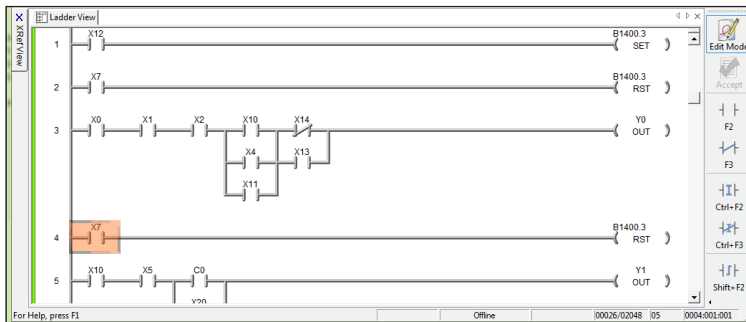 XRef View
Ladder View
1
X12
B1400.3
SET
2
X7
B1400.3
RST
3
X0 X1 X2 X10 X14
Y0
OUT
X4 X13
X11
4
X7
B1400.3
RST
5
X10 X5 C0
Y1
OUT
X20
Edit Mode
Accept
F2
F3
Ctrl+F2
Ctrl+F3
Shift+F2
For Help, press F1
Offline
00026/02048 05 0004:001:001